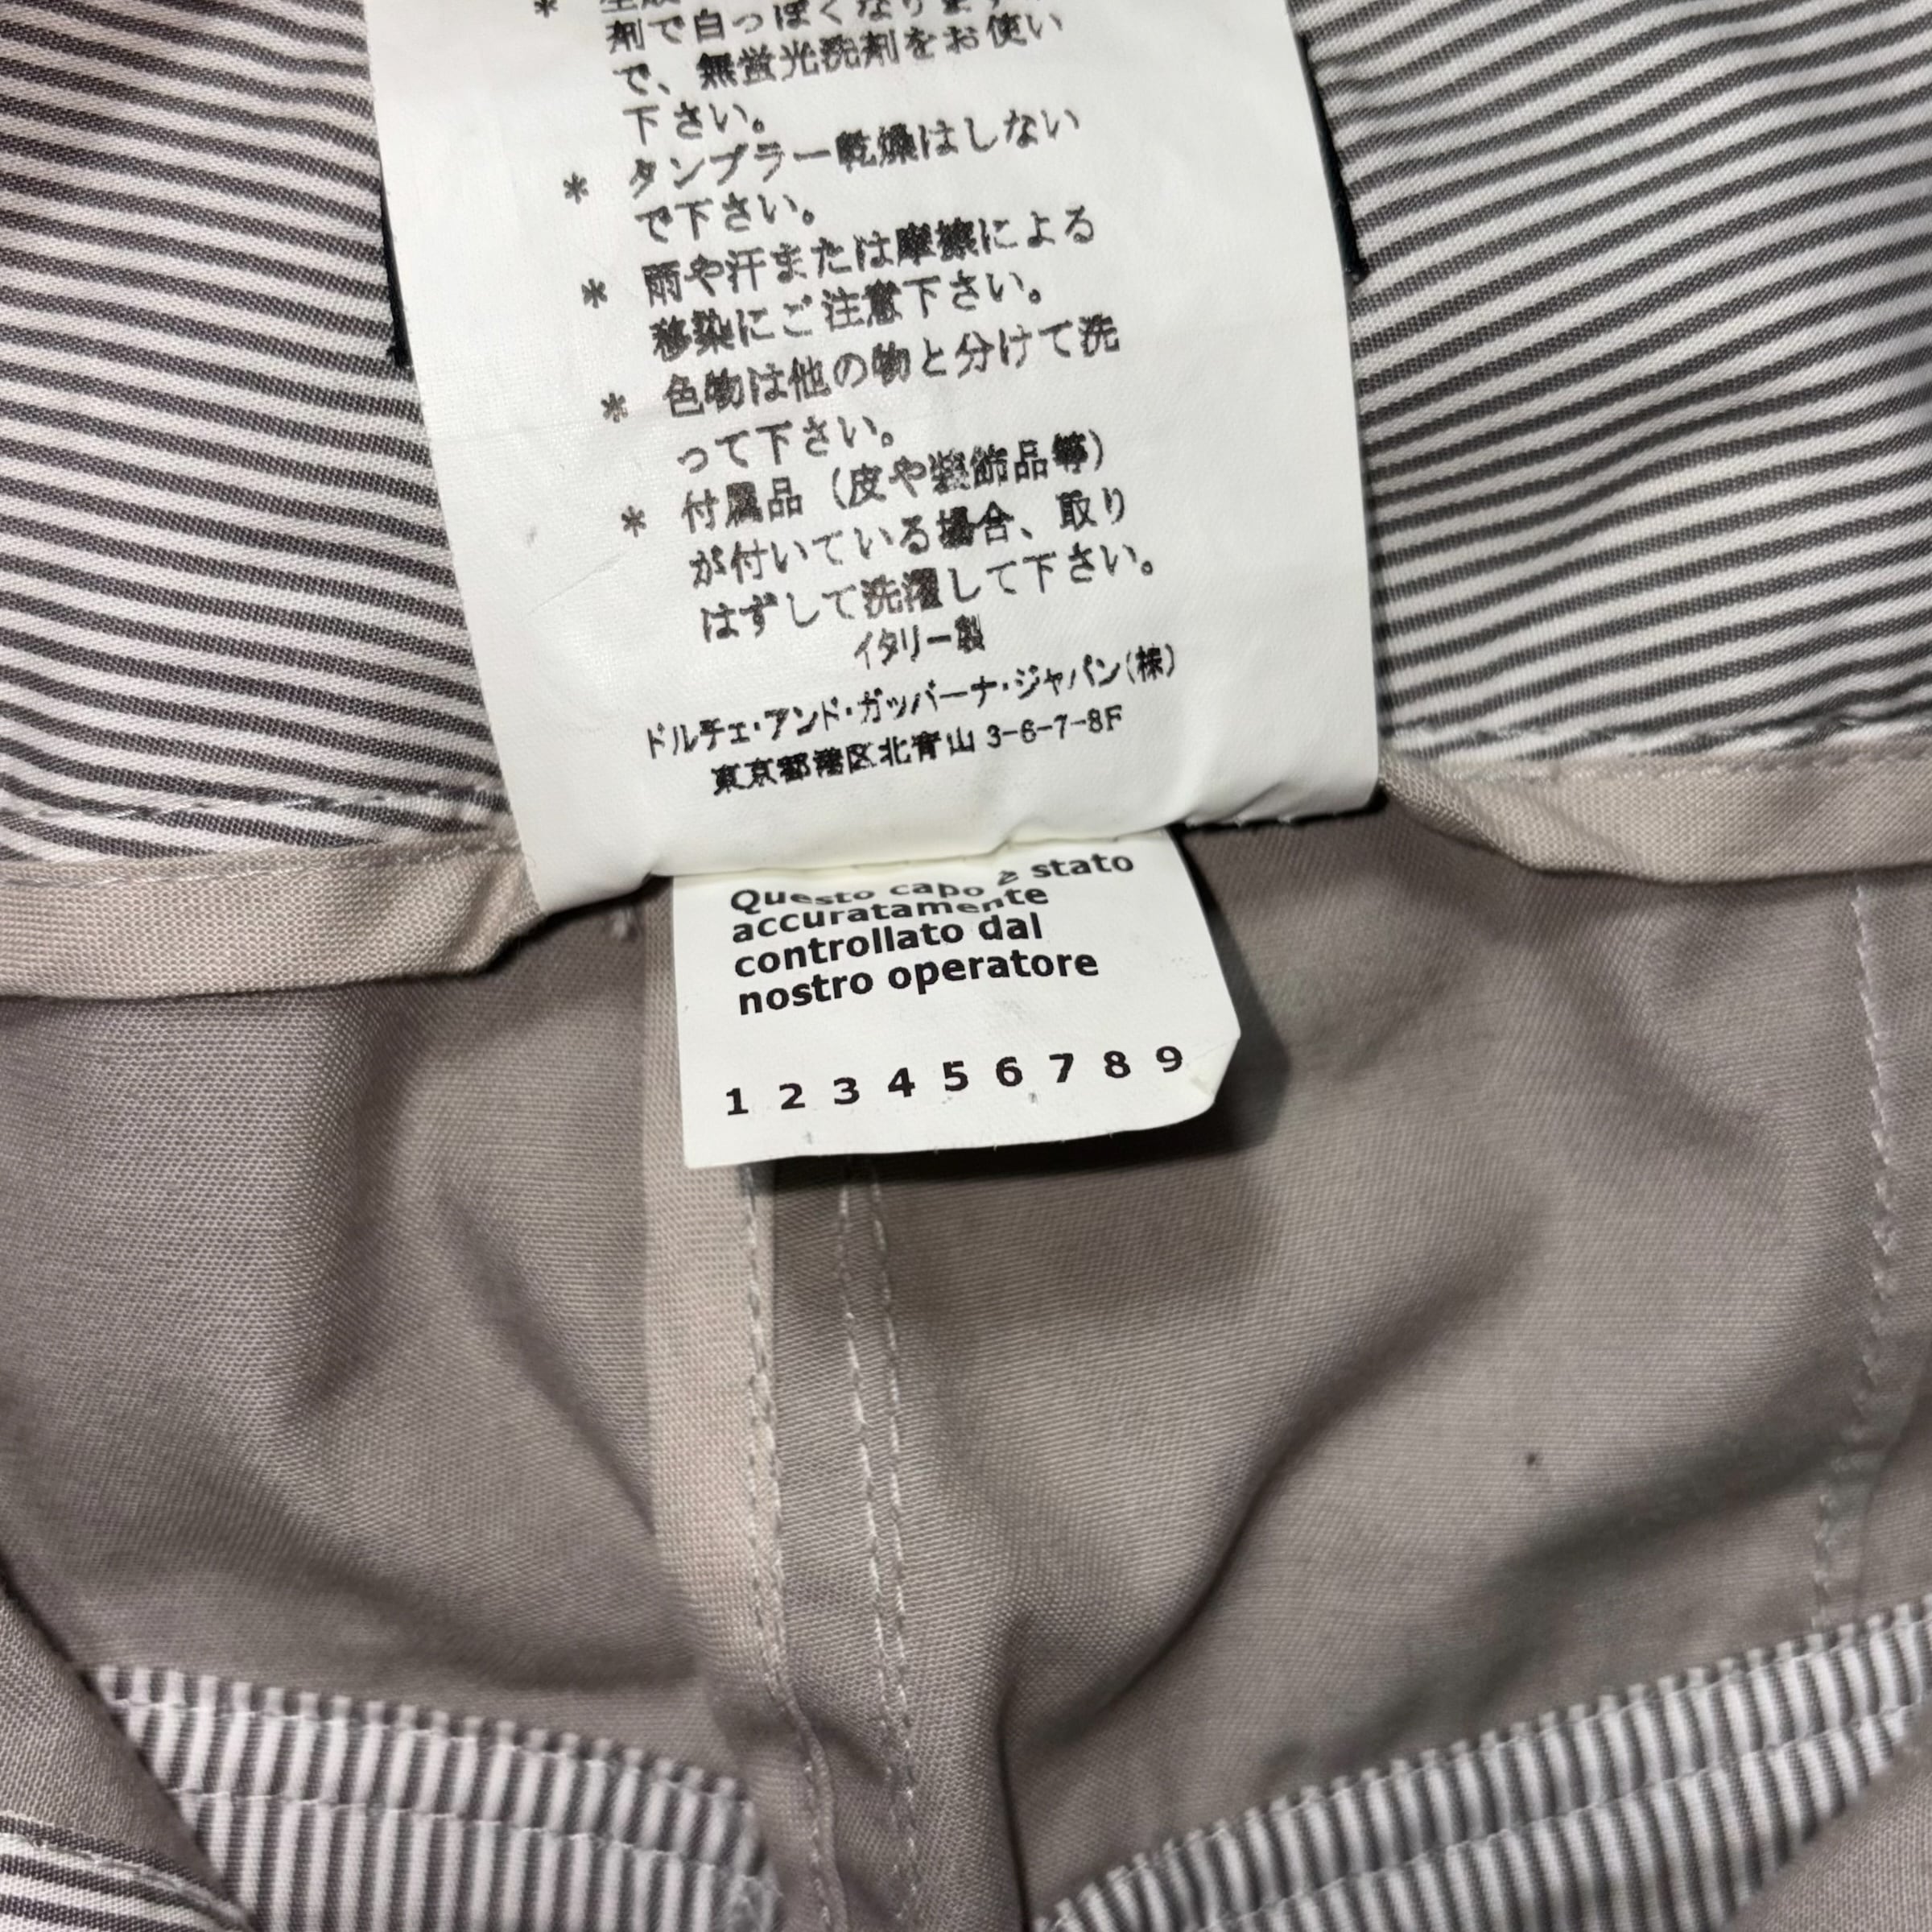 *
剤で白っぽくなります
で、無蛍光洗剤をお使い
下さい。
* タンブラー乾燥はしない
で下さい。
* 雨や汗または摩擦による
移染にご注意下さい。
* 色物は他の物と分けて洗
って下さい。
* 付属品（皮や装飾品等）
が付いている場合、取り
はずして洗濯して下さい。
イタリー製
ドルチェ・アンド・ガッバーナ・ジャパン(株)
東京都港区北青山 3-6-7-8F
Questo capo è stato
accuratamente
controllato dal
nostro operatore
1 2 3 4 5 6 7 8 9